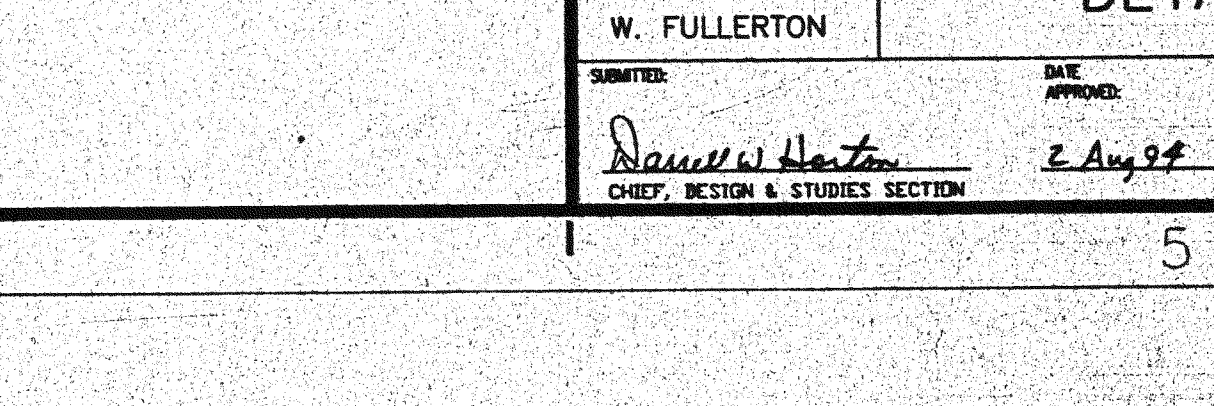 W. FULLERTON
SUBMITTED:
DATE
APPROVED:
Darrell W Horton
2 Aug 94
CHIEF, DESIGN & STUDIES SECTION
5